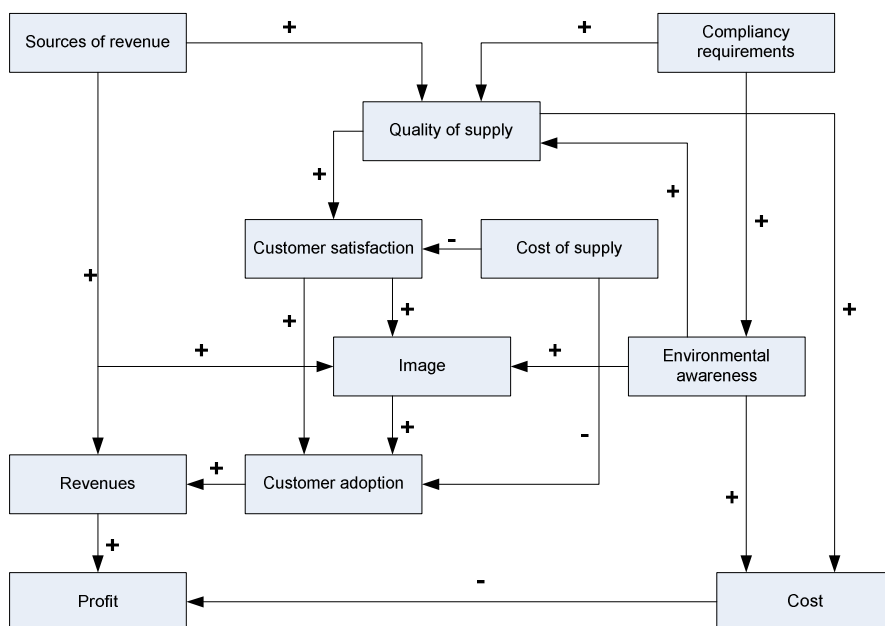 Sources of revenue
+
+
Compliancy
requirements
Quality of supply
+
+
+
Customer satisfaction
-
Cost of supply
+
+
+
+
+
Image
+
Environmental
awareness
+
-
Revenues
+
Customer adoption
+
+
Profit
-
Cost